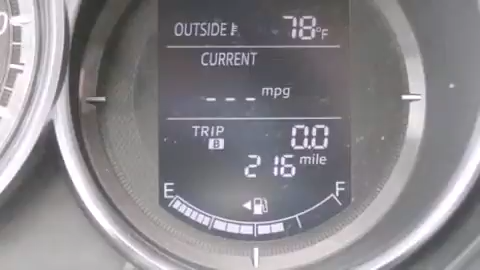 OUTSIDE 78°F
CURRENT
--- mpg
TRIP B 0.0
216 mile
E F